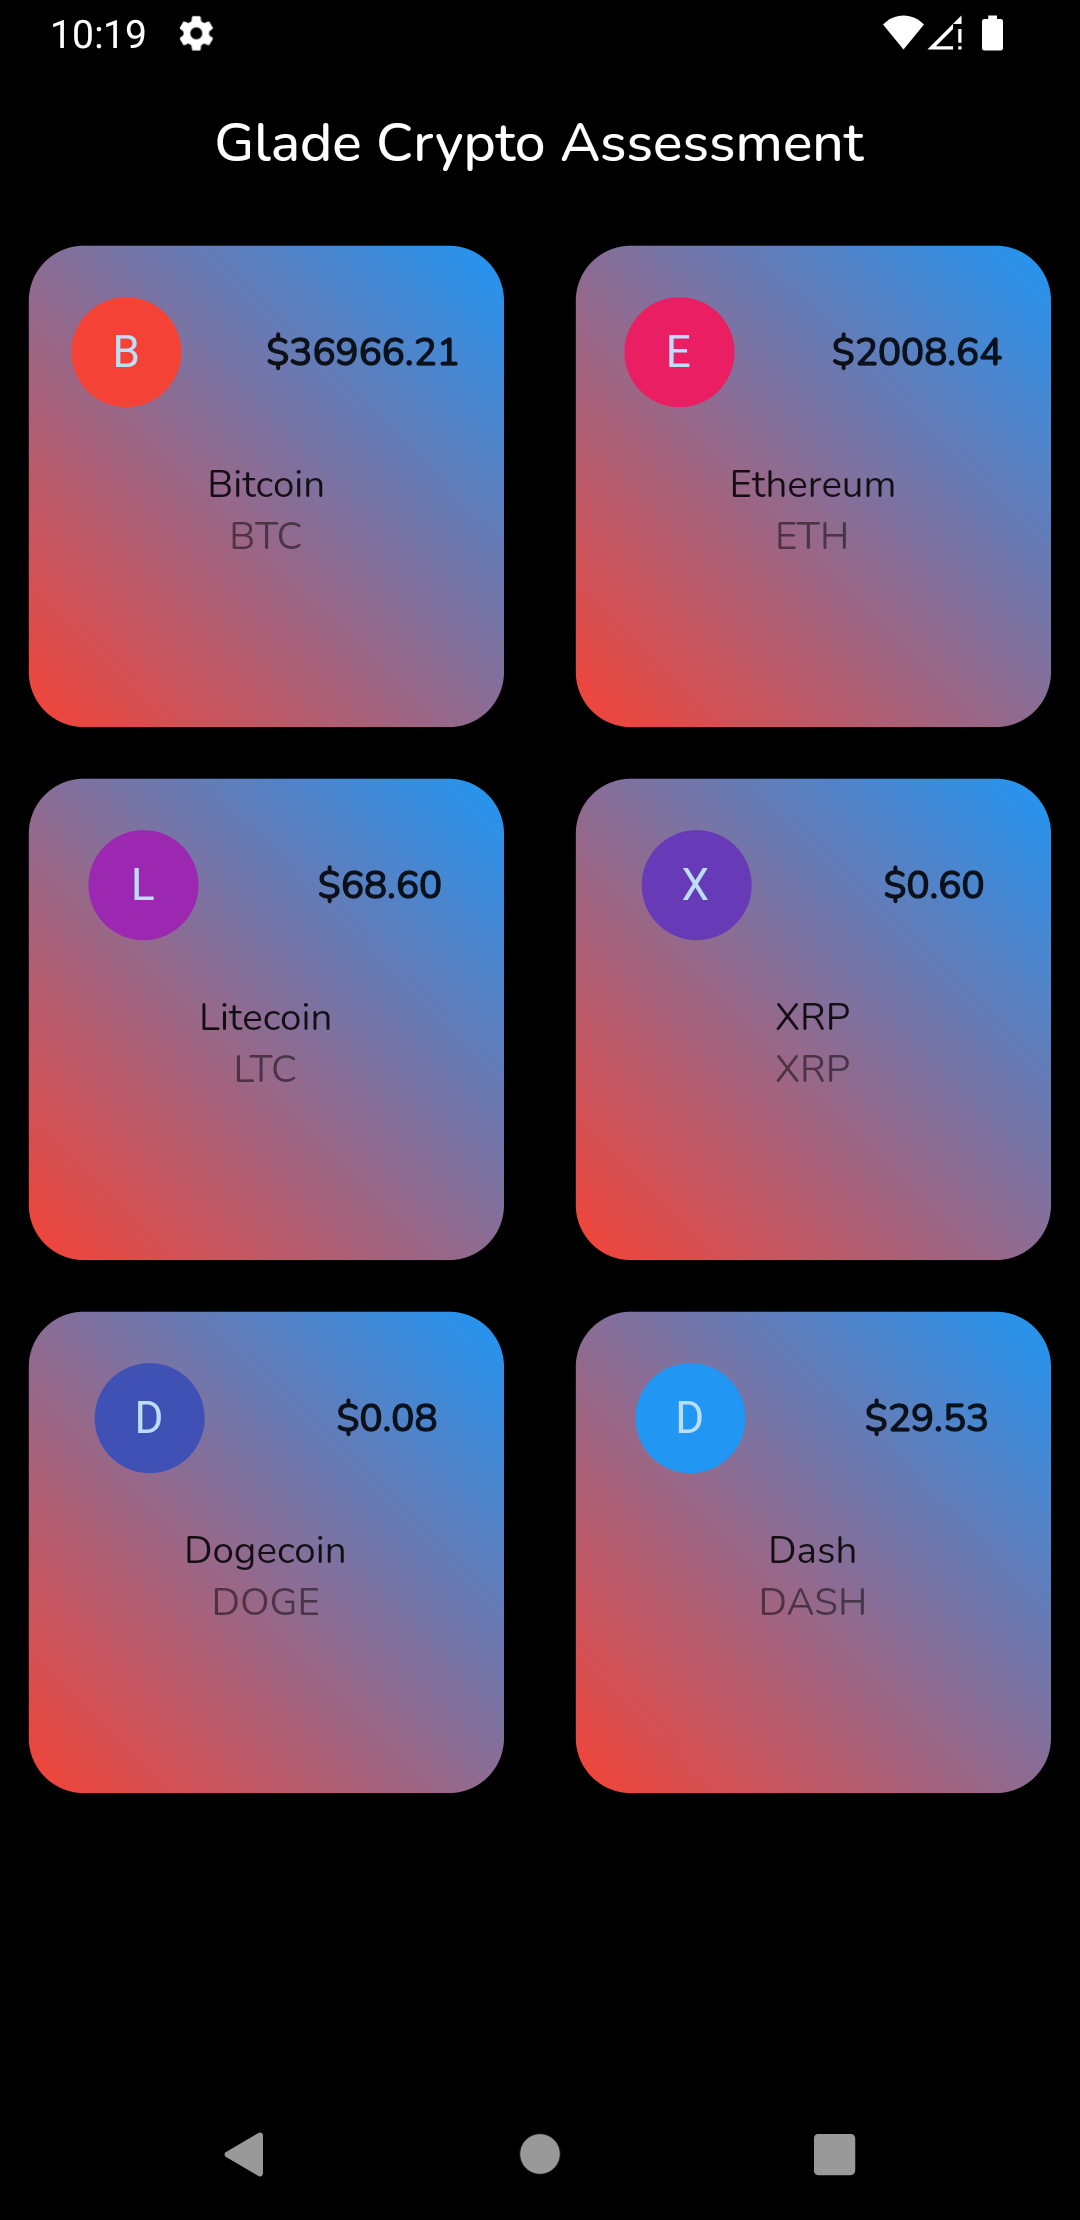 10:19
Glade Crypto Assessment
B $36966.21
Bitcoin
BTC
E $2008.64
Ethereum
ETH
L $68.60
Litecoin
LTC
X $0.60
XRP
XRP
D $0.08
Dogecoin
DOGE
D $29.53
Dash
DASH